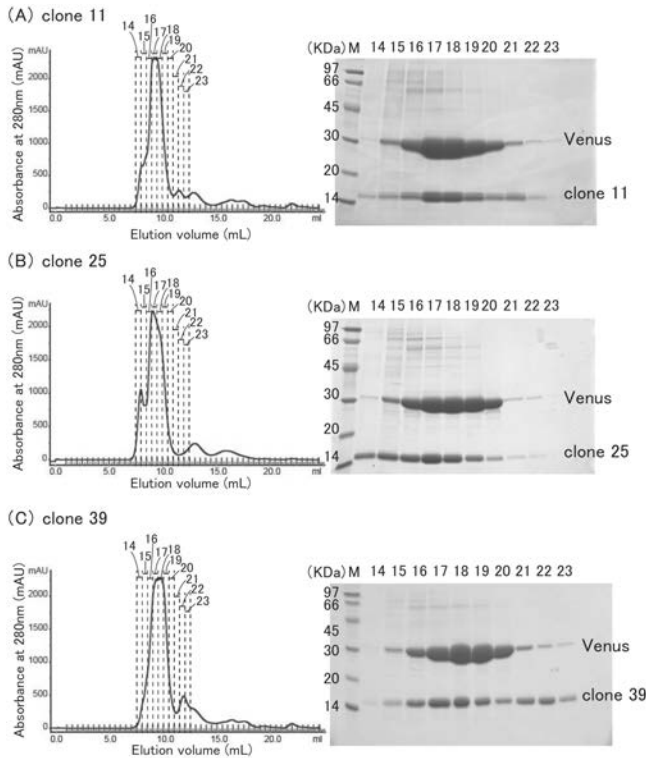 (A) clone 11
14 15 16 17 18 19 20 21 22 23
mAU
2000
1500
1000
500
0
0.0 5.0 10.0 15.0 20.0 ml
Absorbance at 280nm (mAU)
Elution volume (mL)
(KDa) M 14 15 16 17 18 19 20 21 22 23
97
66
45
30 Venus
20
14 clone 11
(B) clone 25
14 15 16 17 18 19 20 21 22 23
mAU
2000
1500
1000
500
0
0.0 5.0 10.0 15.0 20.0 ml
Absorbance at 280nm (mAU)
Elution volume (mL)
(KDa) M 14 15 16 17 18 19 20 21 22 23
97
66
45
30 Venus
20
14 clone 25
(C) clone 39
14 15 16 17 18 19 20 21 22 23
mAU
2000
1500
1000
500
0
0.0 5.0 10.0 15.0 20.0 ml
Absorbance at 280nm (mAU)
Elution volume (mL)
(KDa) M 14 15 16 17 18 19 20 21 22 23
97
66
45
30 Venus
20
14 clone 39